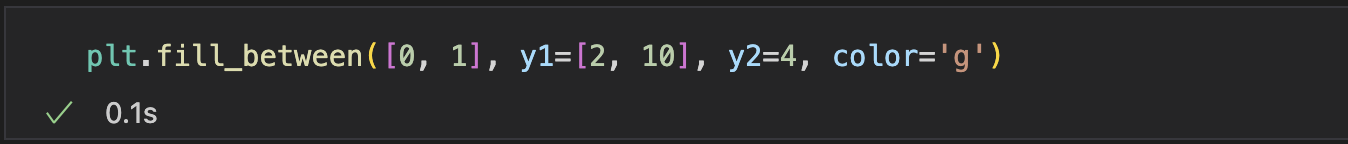 plt.fill_between([0, 1], y1=[2, 10], y2=4, color='g')
✓ 0.1s